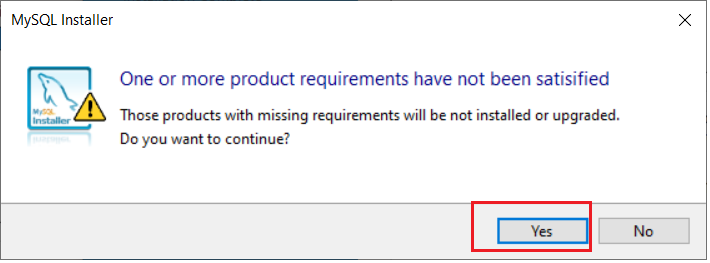 MySQL Installer
One or more product requirements have not been satisified
MySQL
Installer
Those products with missing requirements will be not installed or upgraded.
Do you want to continue?
Yes
No